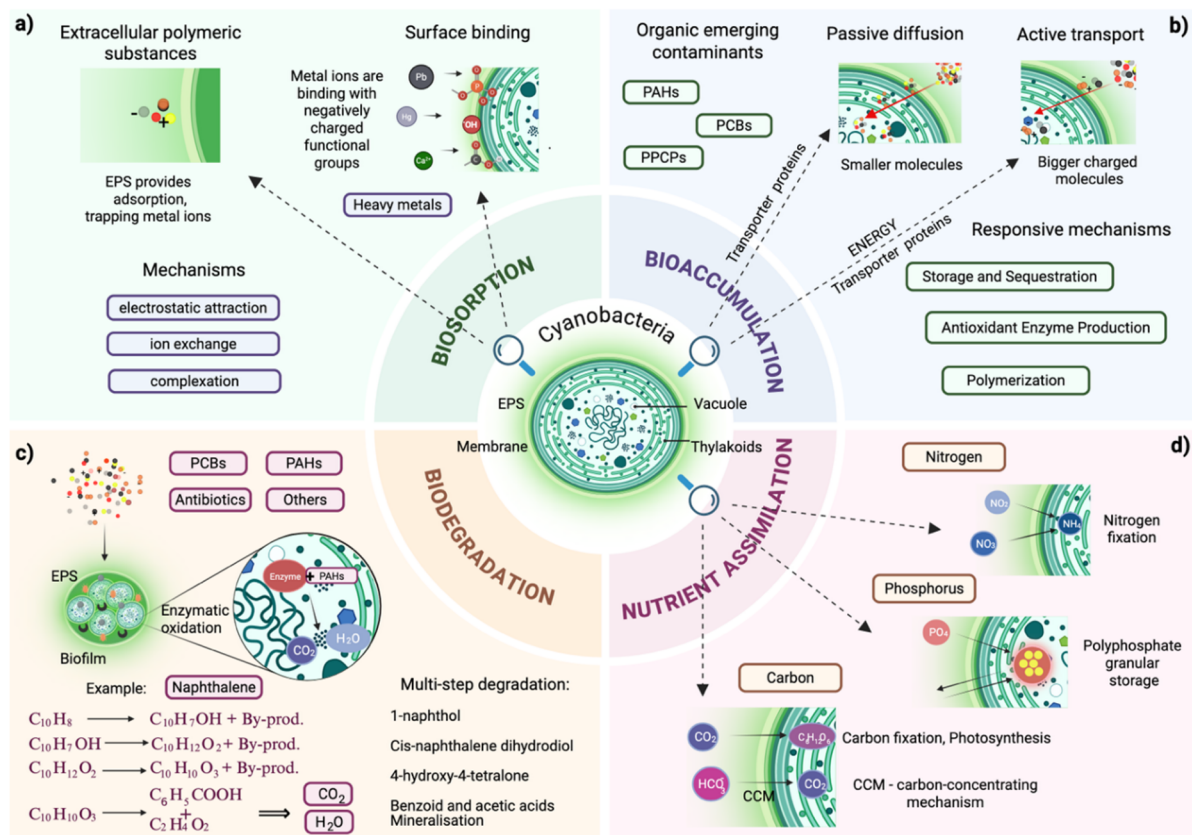 a)
Extracellular polymeric
substances
- +
EPS provides
adsorption,
trapping metal ions
Surface binding
Metal ions are
binding with
negatively
charged
functional
groups
Pb
Hg
Ca²⁺
P
O
O
O
OH
O
C
O
Heavy metals
Mechanisms
electrostatic attraction
ion exchange
complexation
BIOSORPTION
b)
Organic emerging
contaminants
PAHs
PCBs
PPCPs
Passive diffusion
Smaller molecules
Active transport
- +
Bigger charged
molecules
Transporter proteins
ENERGY
Transporter proteins
Responsive mechanisms
Storage and Sequestration
Antioxidant Enzyme Production
Polymerization
BIOACCUMULATION
Cyanobacteria
EPS
Vacuole
Membrane
Thylakoids
c)
PCBs
PAHs
Antibiotics
Others
EPS
Biofilm
Enzymatic
oxidation
Enzyme + PAHs
CO₂
H₂O
BIODEGRADATION
Example: Naphthalene
Multi-step degradation:
C₁₀H₈ → C₁₀H₇OH + By-prod.
1-naphthol
C₁₀H₇OH → C₁₀H₁₂O₂ + By-prod.
Cis-naphthalene dihydrodiol
C₁₀H₁₂O₂ → C₁₀H₁₀O₃ + By-prod.
4-hydroxy-4-tetralone
C₁₀H₁₀O₃ → C₆H₅COOH + C₂H₄O₂ ⇒ CO₂ H₂O
Benzoid and acetic acids
Mineralisation
d)
NUTRIENT ASSIMILATION
Nitrogen
NO₂
NO₃
NH₄
Nitrogen
fixation
Phosphorus
PO₄
Polyphosphate
granular
storage
Carbon
CO₂
C₆H₁₂O₆
Carbon fixation, Photosynthesis
HCO₃⁻
CCM
CO₂
CCM - carbon-concentrating
mechanism